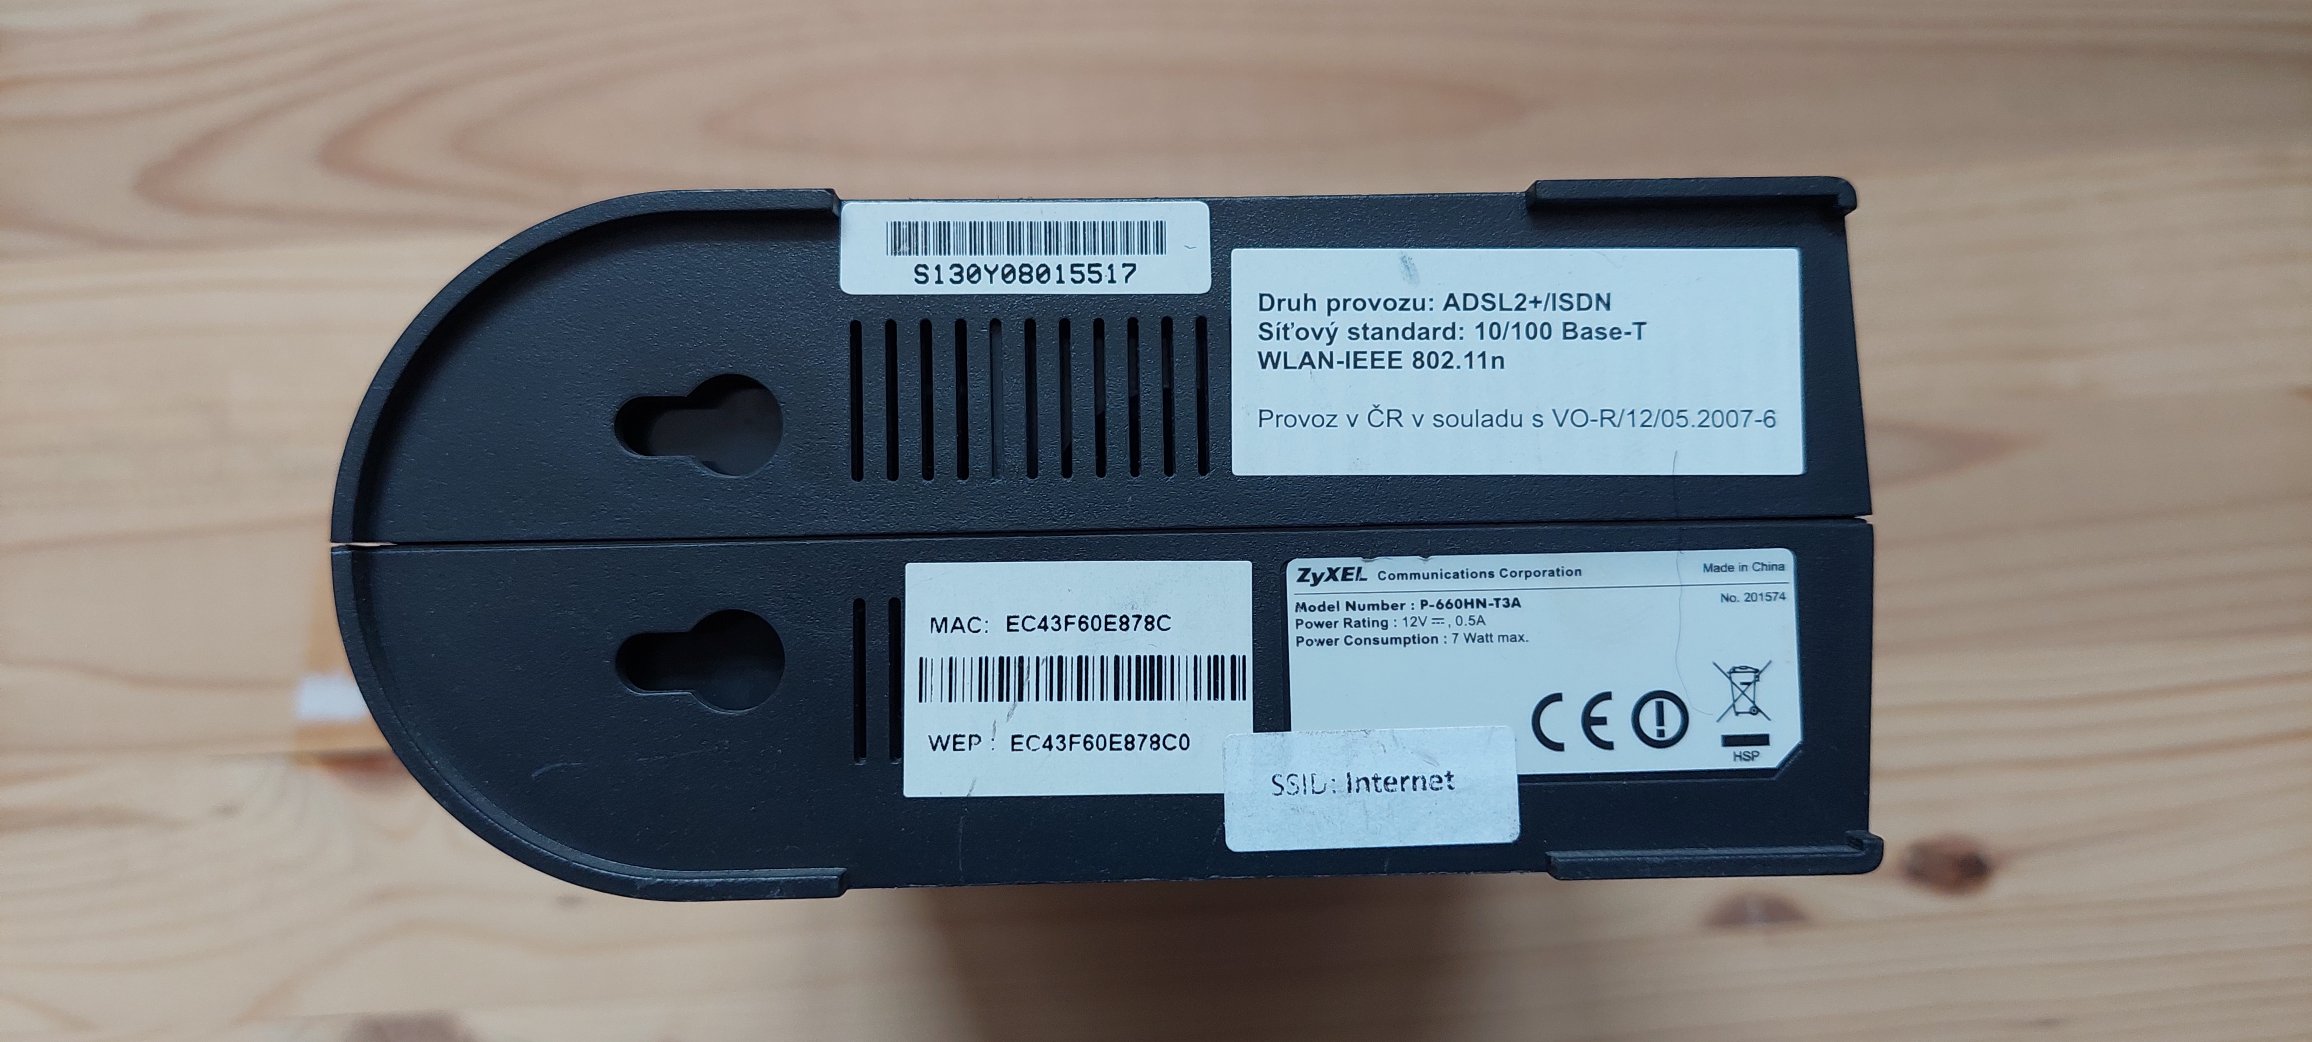 S130Y08015517
Druh provozu: ADSL2+/ISDN
Síťový standard: 10/100 Base-T
WLAN-IEEE 802.11n
Provoz v ČR v souladu s VO-R/12/05.2007-6
MAC: EC43F60E878C
WEP : EC43F60E878C0
ZyXEL Communications Corporation
Made in China
No. 201574
Model Number : P-660HN-T3A
Power Rating : 12V⎓, 0.5A
Power Consumption : 7 Watt max.
CE
HSP
SSID: Internet